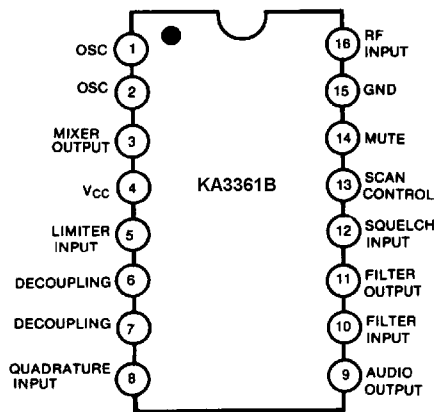 OSC 1
OSC 2
MIXER
OUTPUT 3
VCC 4
LIMITER
INPUT 5
DECOUPLING 6
DECOUPLING 7
QUADRATURE
INPUT 8
KA3361B
16 RF
INPUT
15 GND
14 MUTE
13 SCAN
CONTROL
12 SQUELCH
INPUT
11 FILTER
OUTPUT
10 FILTER
INPUT
9 AUDIO
OUTPUT